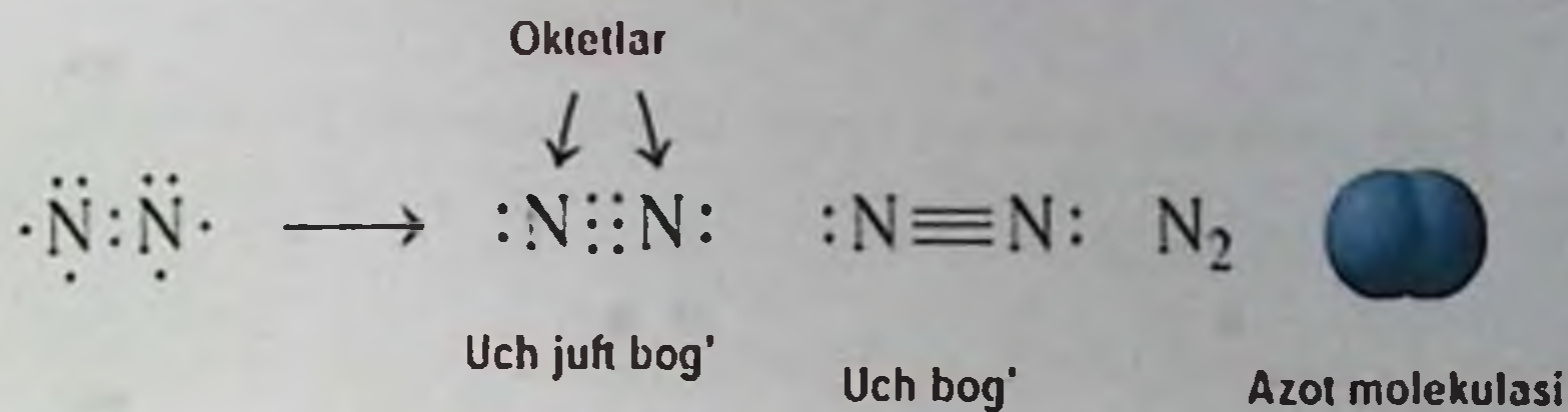 Oktetlar
·N̈:N̈· → :N⋮⋮N: :N≡N: N₂
Uch juft bog'
Uch bog'
Azot molekulasi